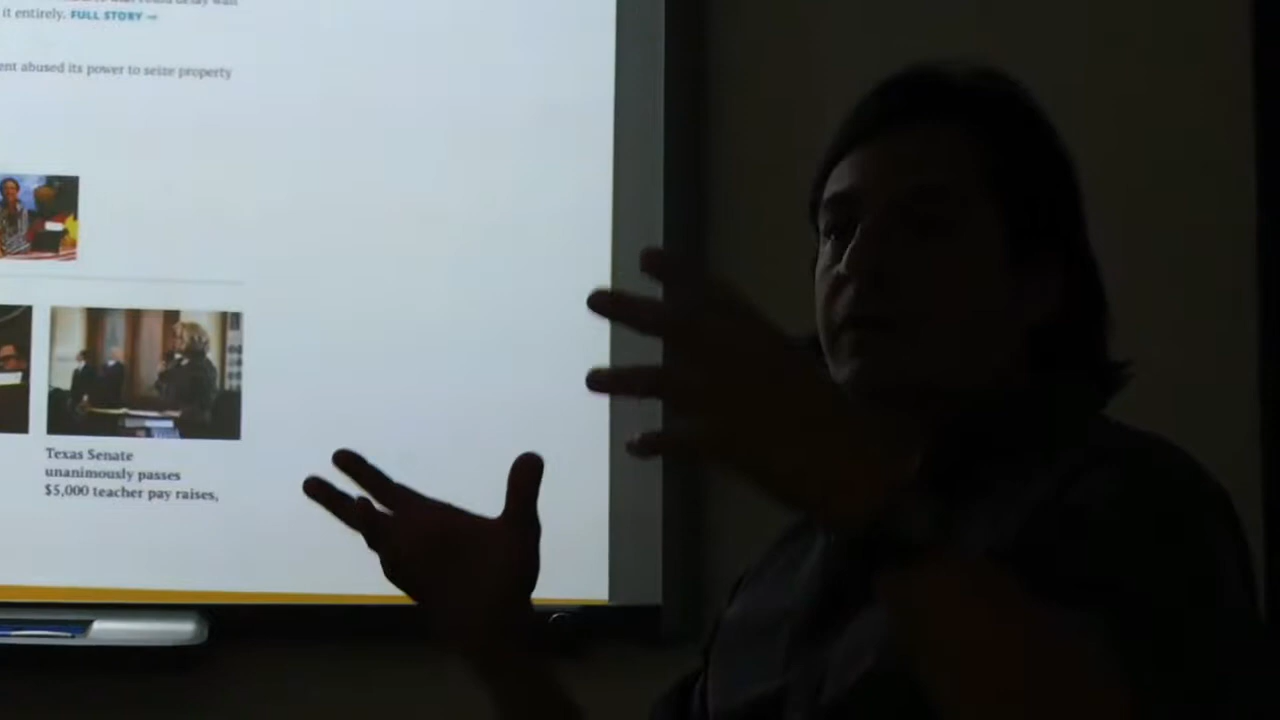 it entirely. FULL STORY →
abused its power to seize property
Texas Senate
unanimously passes
$5,000 teacher pay raises,